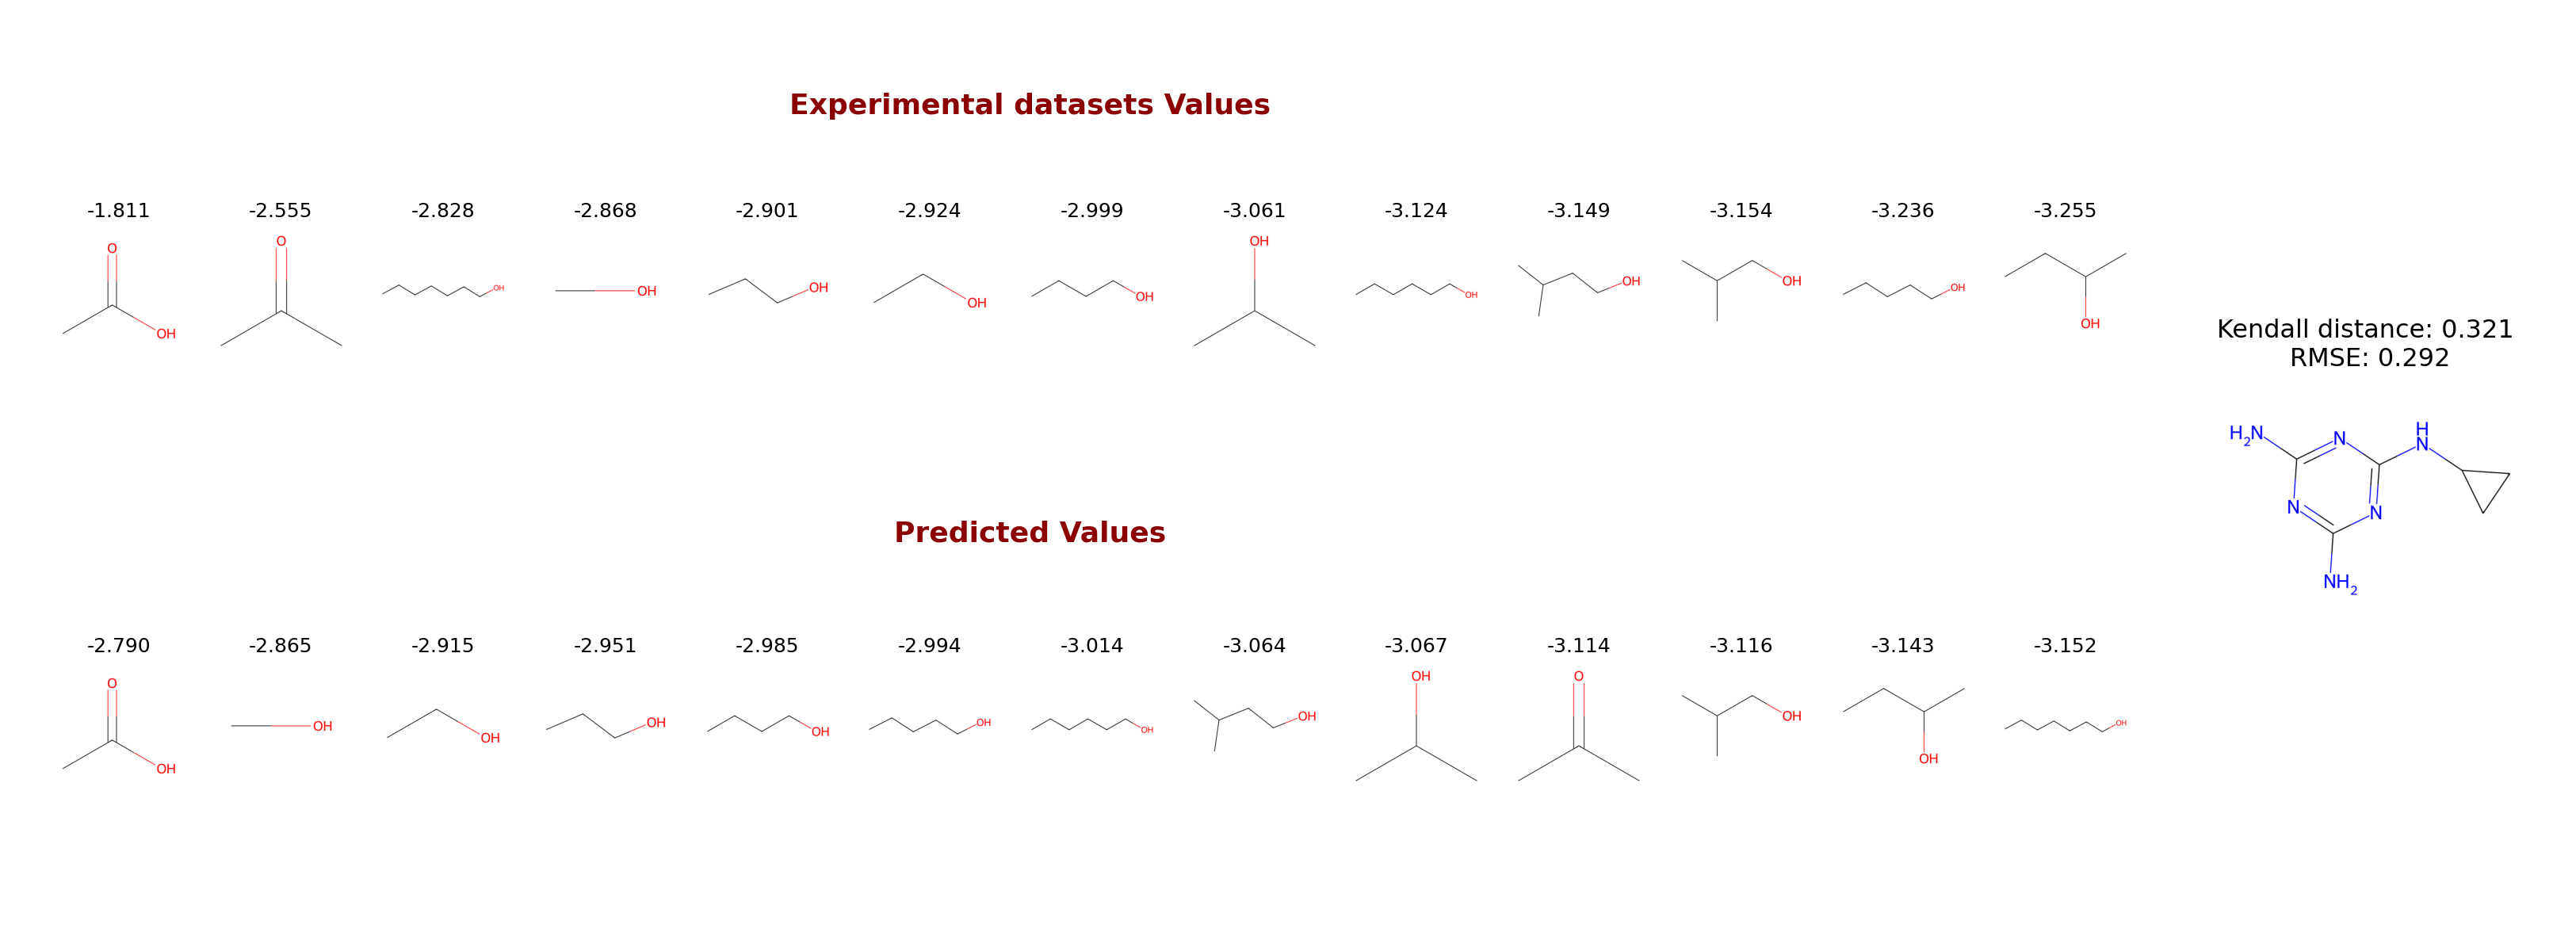 Experimental datasets Values
-1.811 -2.555 -2.828 -2.868 -2.901 -2.924 -2.999 -3.061 -3.124 -3.149 -3.154 -3.236 -3.255
O O OH OH OH OH OH OH OH OH OH OH OH
OH
Kendall distance: 0.321
RMSE: 0.292
H2N N H
N
N N
NH2
Predicted Values
-2.790 -2.865 -2.915 -2.951 -2.985 -2.994 -3.014 -3.064 -3.067 -3.114 -3.116 -3.143 -3.152
O OH OH OH OH OH OH OH OH O OH OH OH
OH